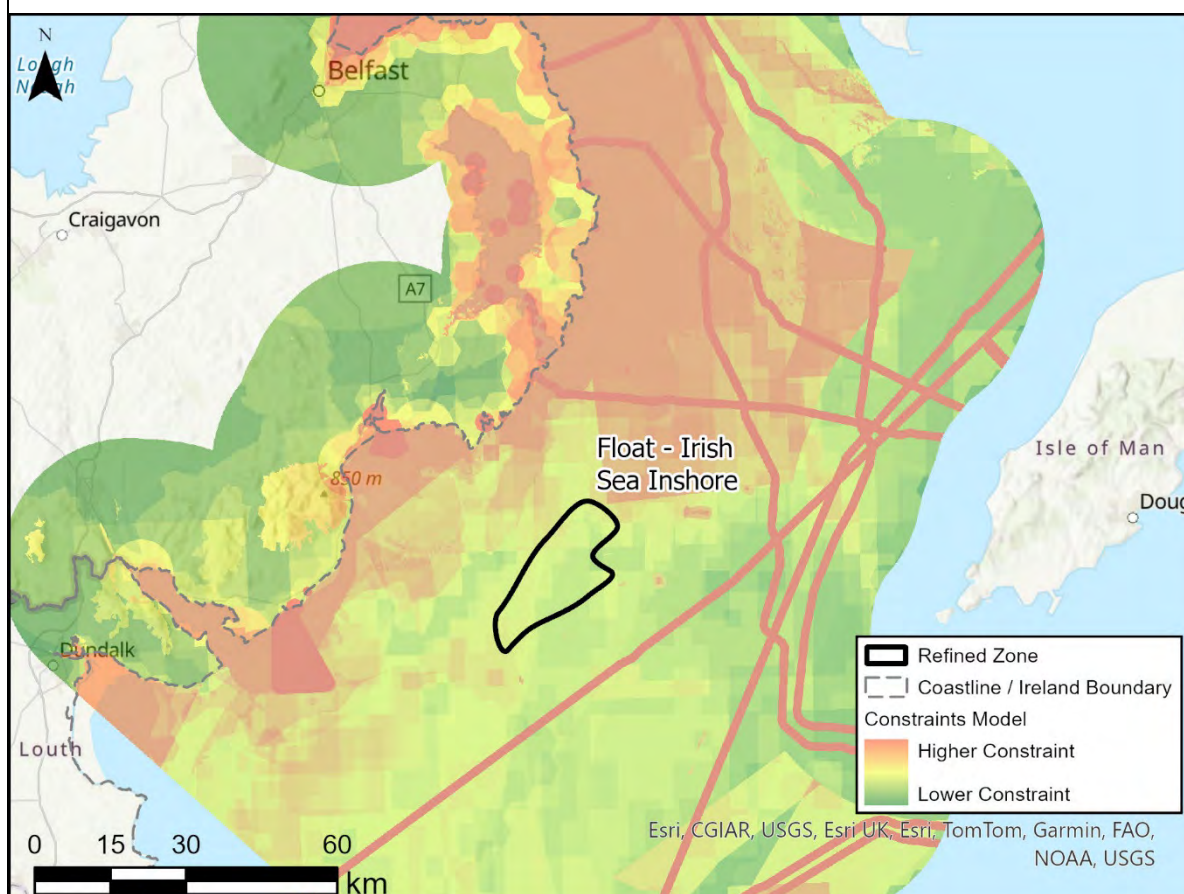 N
Lough
Neagh
Belfast
Craigavon
A7
Float - Irish
Sea Inshore
Isle of Man
850 m
Doug
Dundalk
Louth
Refined Zone
Coastline / Ireland Boundary
Constraints Model
Higher Constraint
Lower Constraint
Esri, CGIAR, USGS, Esri UK, Esri, TomTom, Garmin, FAO,
NOAA, USGS
0 15 30 60
km